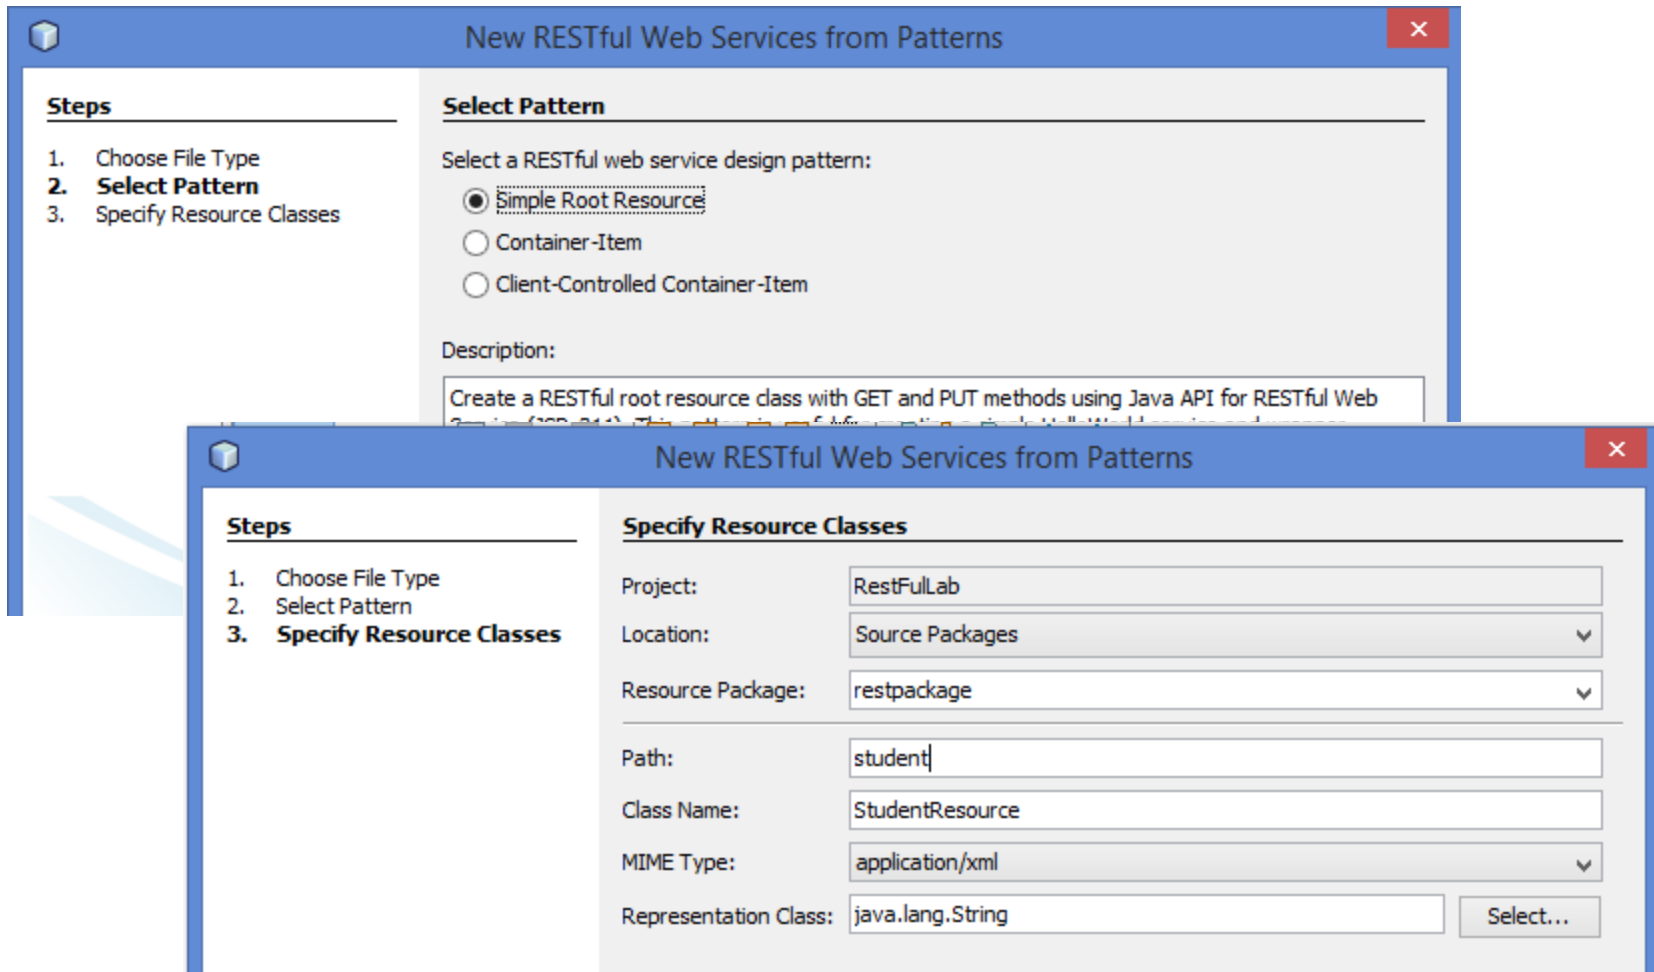 New RESTful Web Services from Patterns
Steps
1. Choose File Type
2. Select Pattern
3. Specify Resource Classes
Select Pattern
Select a RESTful web service design pattern:
Simple Root Resource
Container-Item
Client-Controlled Container-Item
Description:
Create a RESTful root resource class with GET and PUT methods using Java API for RESTful Web
New RESTful Web Services from Patterns
Steps
1. Choose File Type
2. Select Pattern
3. Specify Resource Classes
Specify Resource Classes
Project: RestFulLab
Location: Source Packages
Resource Package: restpackage
Path: student
Class Name: StudentResource
MIME Type: application/xml
Representation Class: java.lang.String Select...